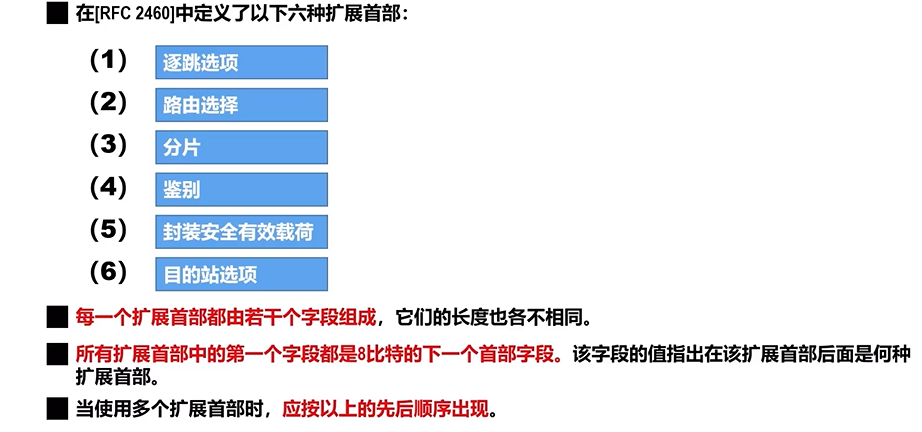 在[RFC 2460]中定义了以下六种扩展首部：
（1） 逐跳选项
（2） 路由选择
（3） 分片
（4） 鉴别
（5） 封装安全有效载荷
（6） 目的站选项
每一个扩展首部都由若干个字段组成，它们的长度也各不相同。
所有扩展首部中的第一个字段都是8比特的下一个首部字段。该字段的值指出在该扩展首部后面是何种
扩展首部。
当使用多个扩展首部时，应按以上的先后顺序出现。